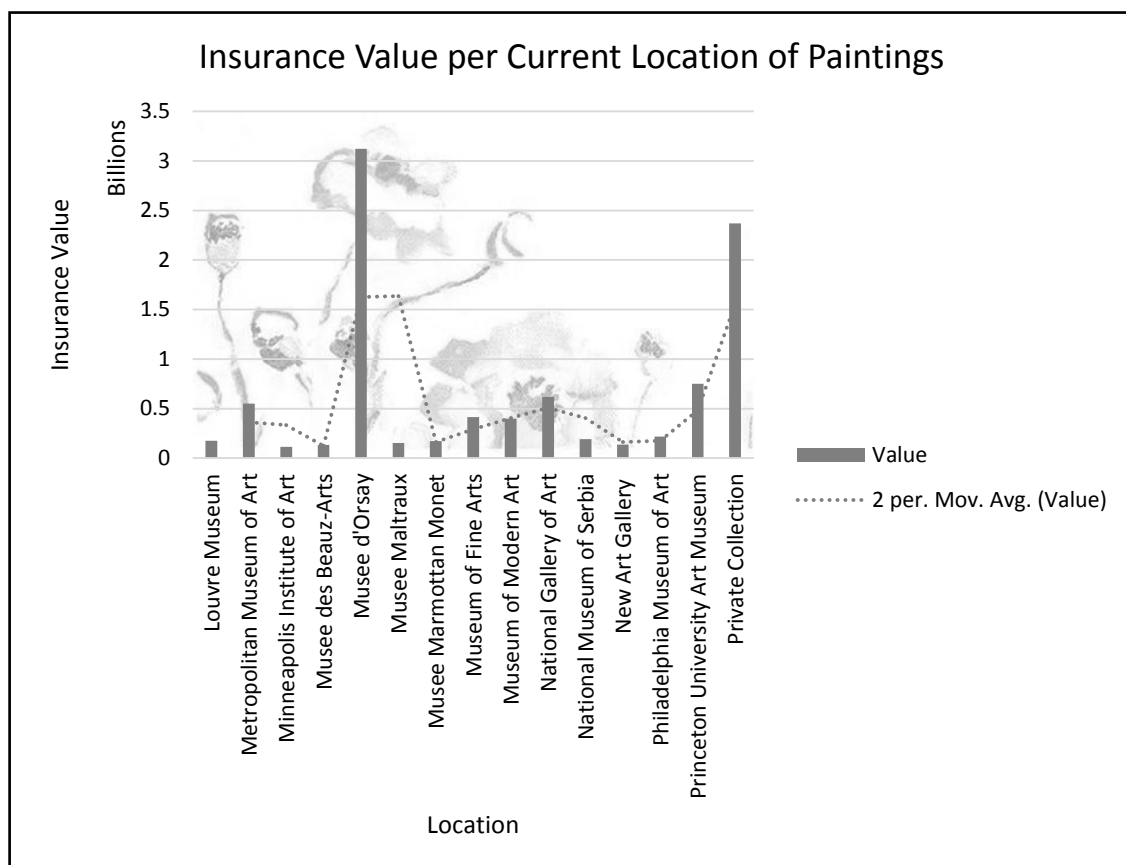 Insurance Value per Current Location of Paintings
Insurance Value
Billions
3.5
3
2.5
2
1.5
1
0.5
0
Louvre Museum
Metropolitan Museum of Art
Minneapolis Institute of Art
Musee des Beauz-Arts
Musee d'Orsay
Musee Maltraux
Musee Marmottan Monet
Museum of Fine Arts
Museum of Modern Art
National Gallery of Art
National Museum of Serbia
New Art Gallery
Philadelphia Museum of Art
Princeton University Art Museum
Private Collection
Location
Value
2 per. Mov. Avg. (Value)